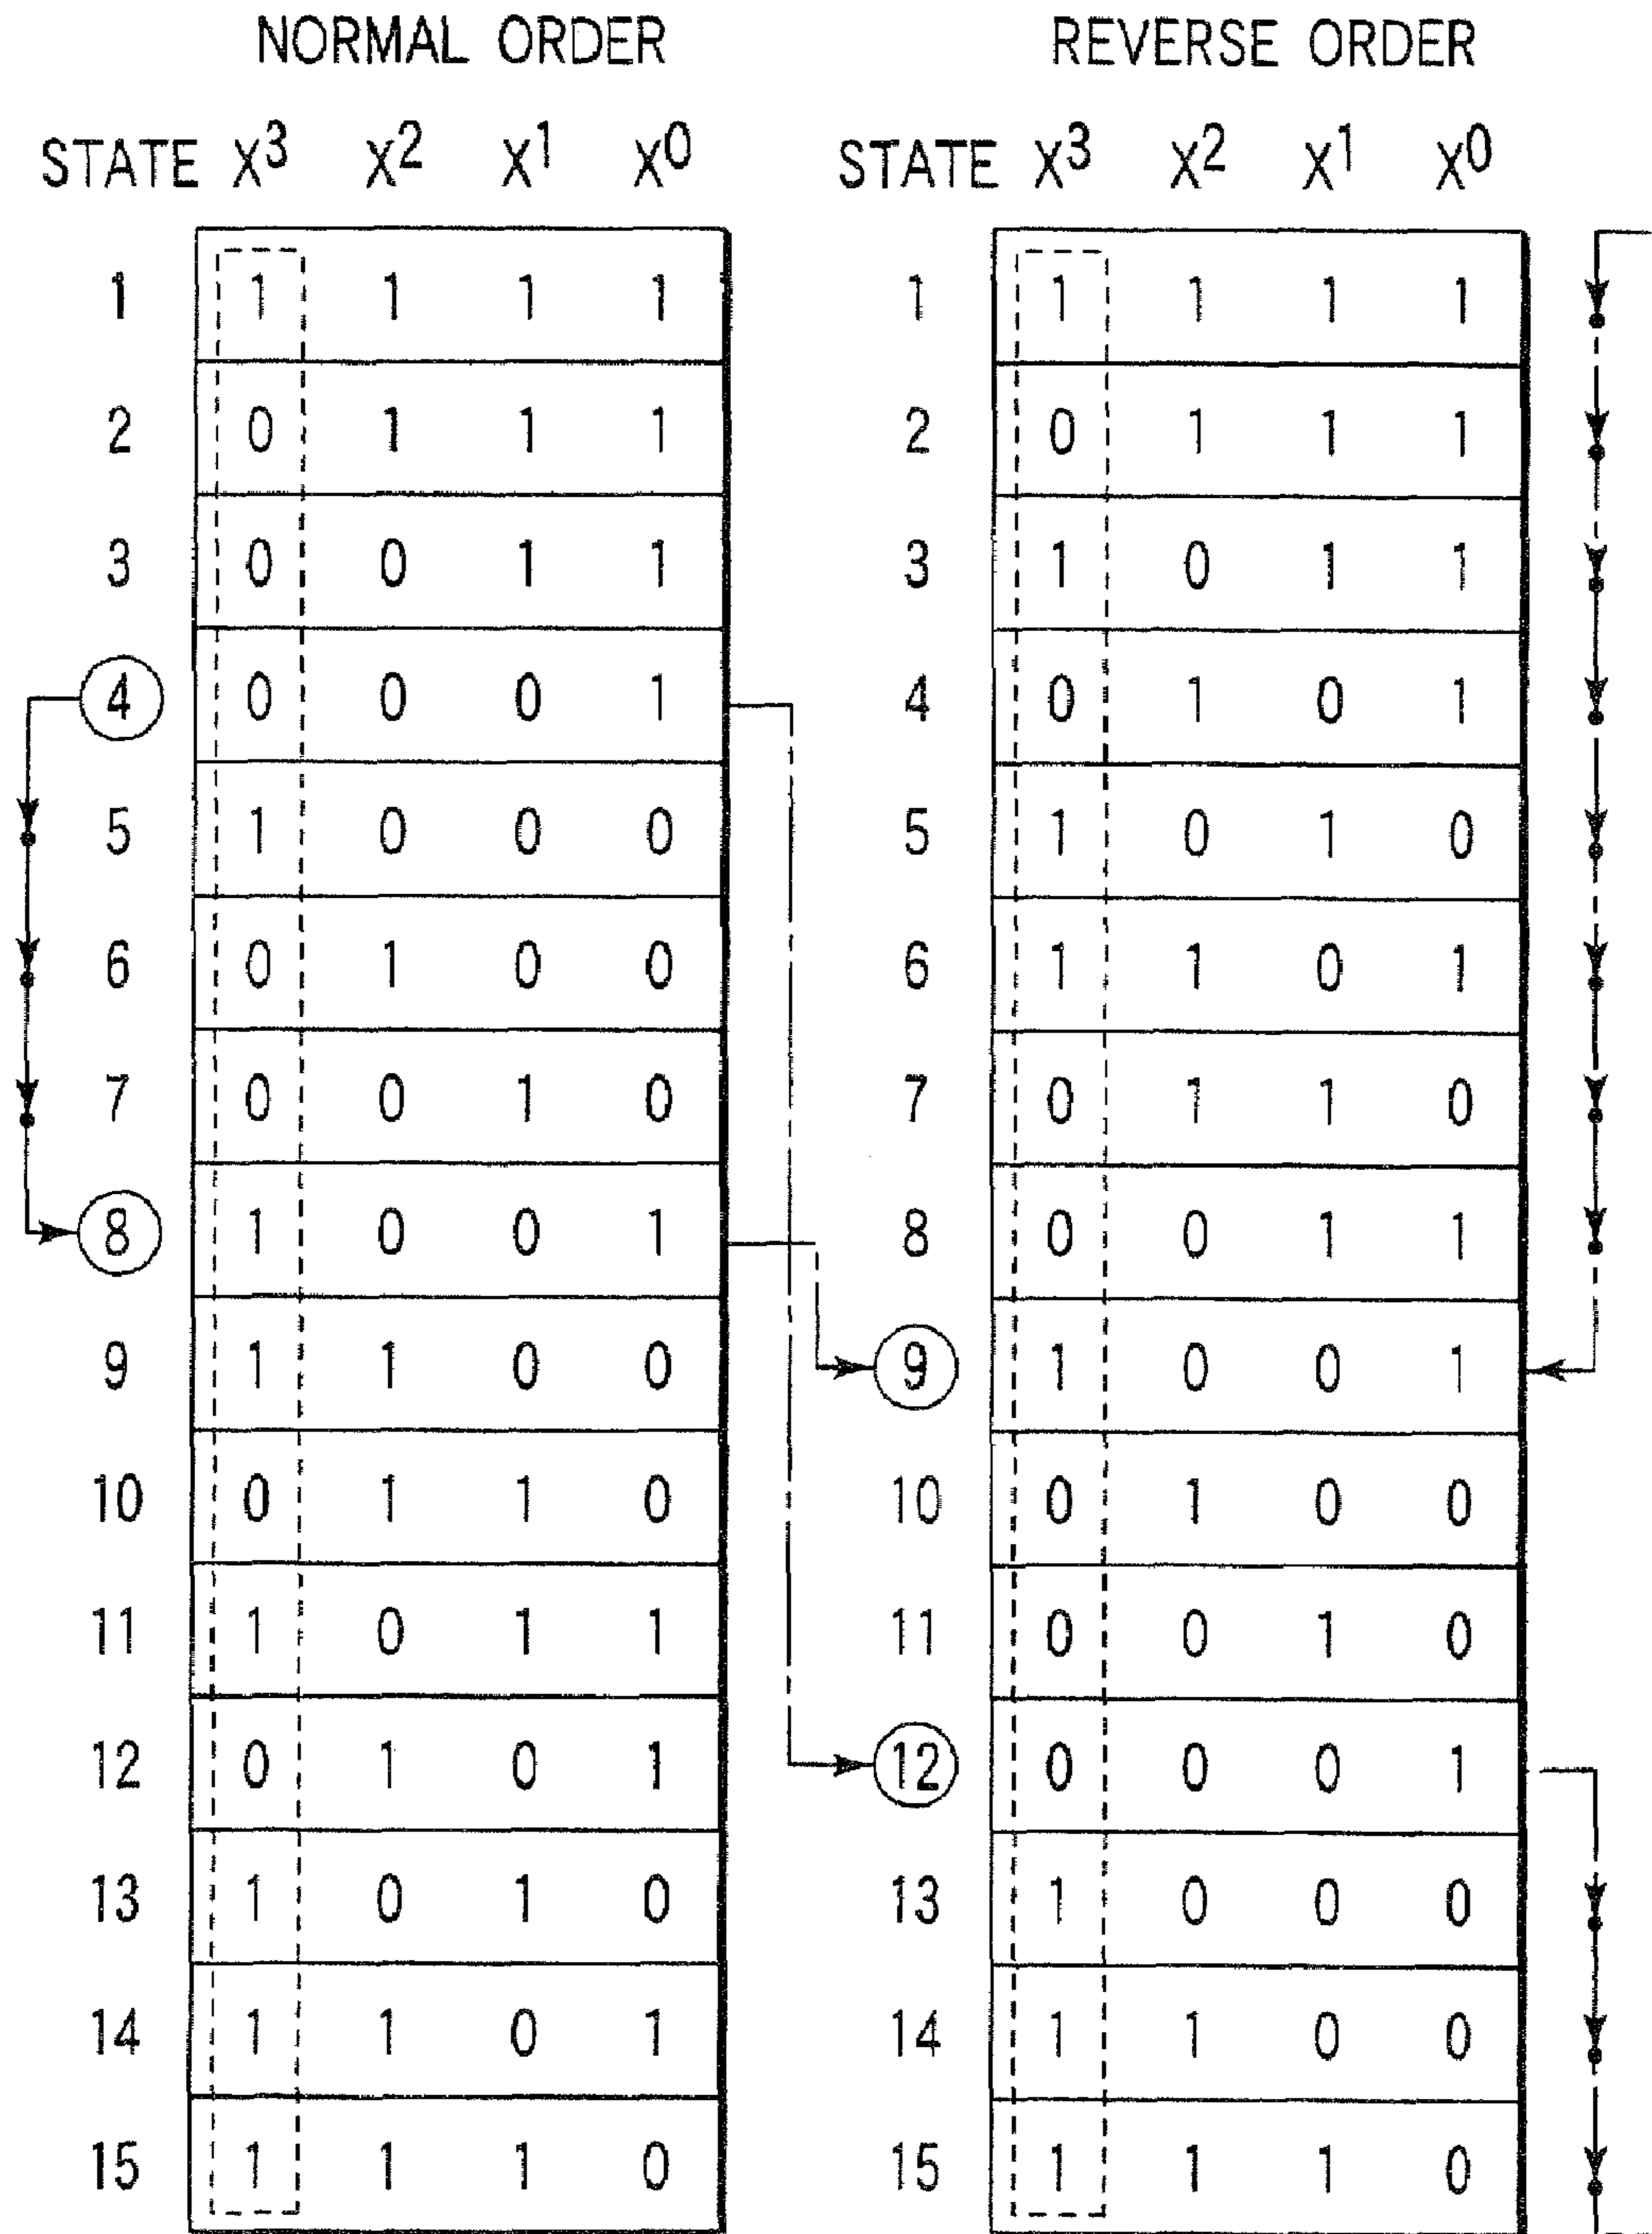 NORMAL ORDER REVERSE ORDER
STATE X³ X² X¹ X⁰ STATE X³ X² X¹ X⁰
1 1 1 1 1 1 1 1 1 1
2 0 1 1 1 2 0 1 1 1
3 0 0 1 1 3 1 0 1 1
4 0 0 0 1 4 0 1 0 1
5 1 0 0 0 5 1 0 1 0
6 0 1 0 0 6 1 1 0 1
7 0 0 1 0 7 0 1 1 0
8 1 0 0 1 8 0 0 1 1
9 1 1 0 0 9 1 0 0 1
10 0 1 1 0 10 0 1 0 0
11 1 0 1 1 11 0 0 1 0
12 0 1 0 1 12 0 0 0 1
13 1 0 1 0 13 1 0 0 0
14 1 1 0 1 14 1 1 0 0
15 1 1 1 0 15 1 1 1 0